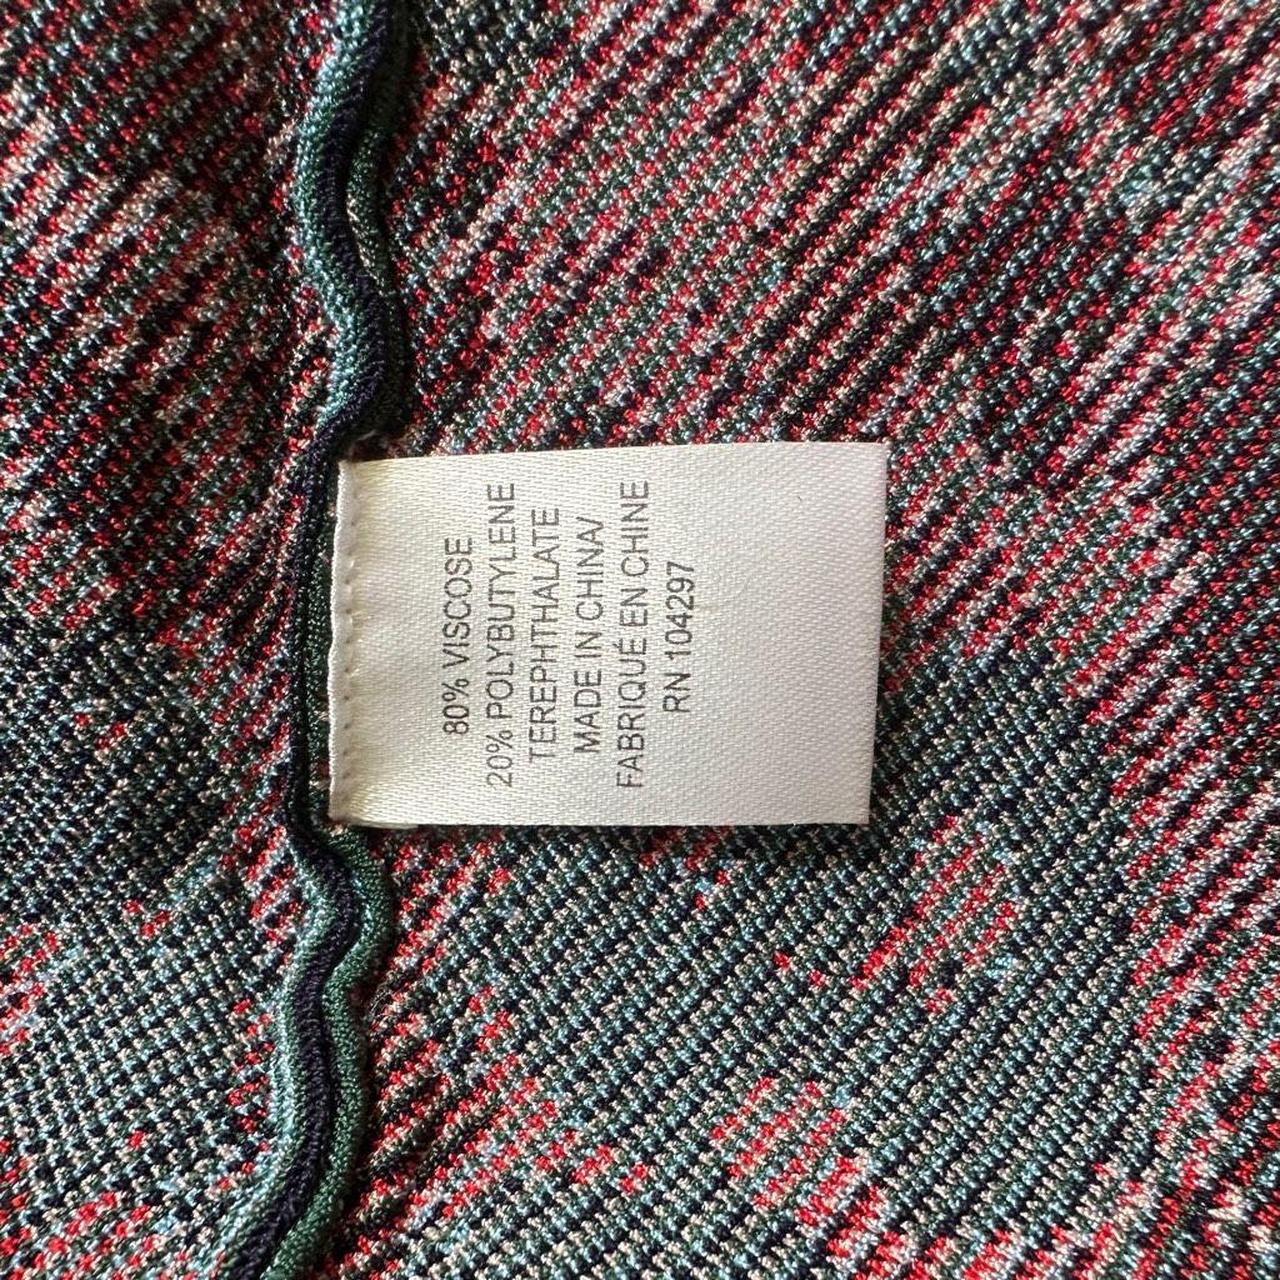 80% VISCOSE
20% POLYBUTYLENE
TEREPHTHALATE
MADE IN CHINA/
FABRIQUÉ EN CHINE
RN 104297